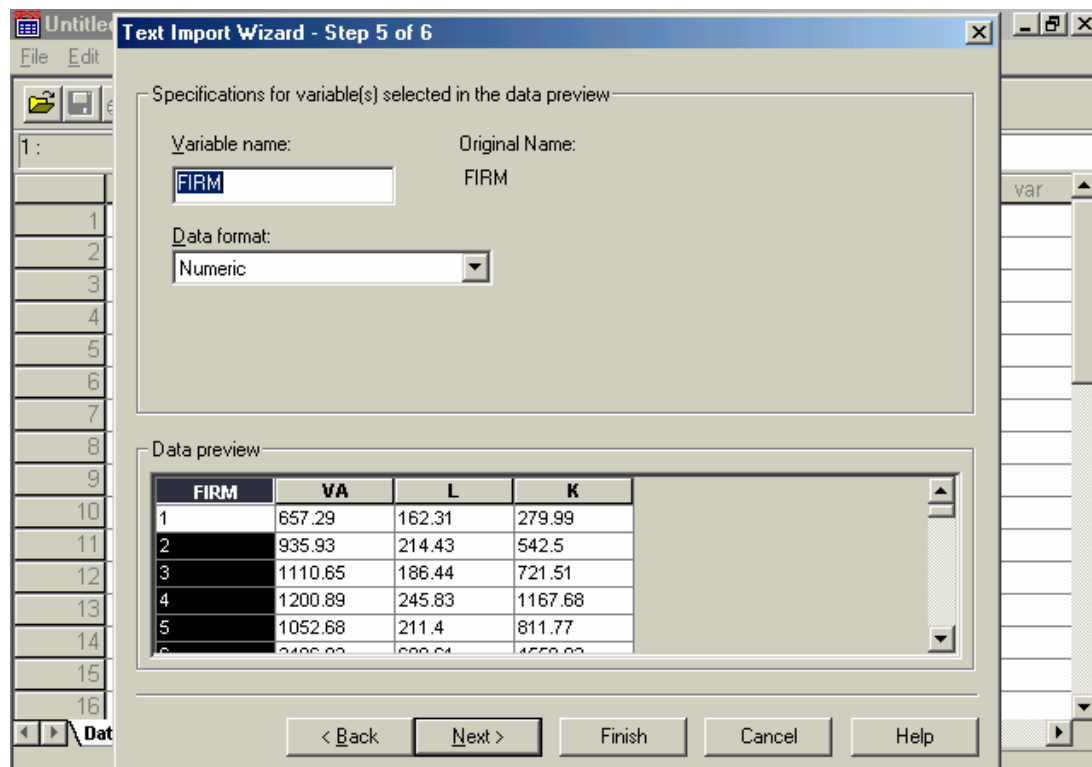 SPSS
Untitle
Text Import Wizard - Step 5 of 6
File Edit
Specifications for variable(s) selected in the data preview
1 :
Variable name:
Original Name:
FIRM
FIRM
var
Data format:
Numeric
1
2
3
4
5
6
7
8
9
10
11
12
13
14
15
16
Data preview
FIRM VA L K
1 657.29 162.31 279.99
2 935.93 214.43 542.5
3 1110.65 186.44 721.51
4 1200.89 245.83 1167.68
5 1052.68 211.4 811.77
Dat
< Back
Next >
Finish
Cancel
Help